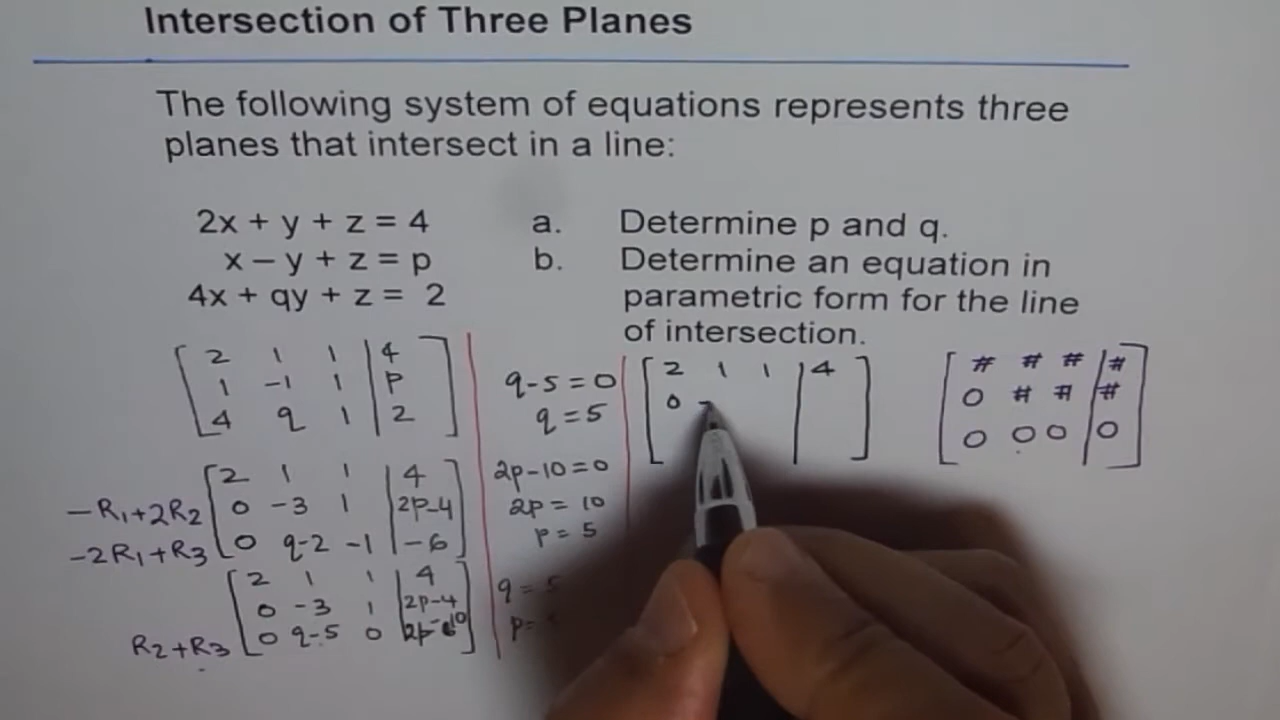 Intersection of Three Planes
The following system of equations represents three
planes that intersect in a line:
2x + y + z = 4
x – y + z = p
4x + qy + z = 2
a. Determine p and q.
b. Determine an equation in
parametric form for the line
of intersection.
2 1 1 | 4
1 -1 1 | p
4 q 1 | 2
2 1 1 | 4
-R1+2R2 0 -3 1 | 2p-4
-2R1+R3 0 q-2 -1 | -6
2 1 1 | 4
0 -3 1 | 2p-4
R2+R3 0 q-5 0 | 2p-10
q-5=0
q=5
2p-10=0
2p=10
p=5
q=5
p=
2 1 1 | 4
0 -
# # # | #
0 # # | #
0 0 0 | 0